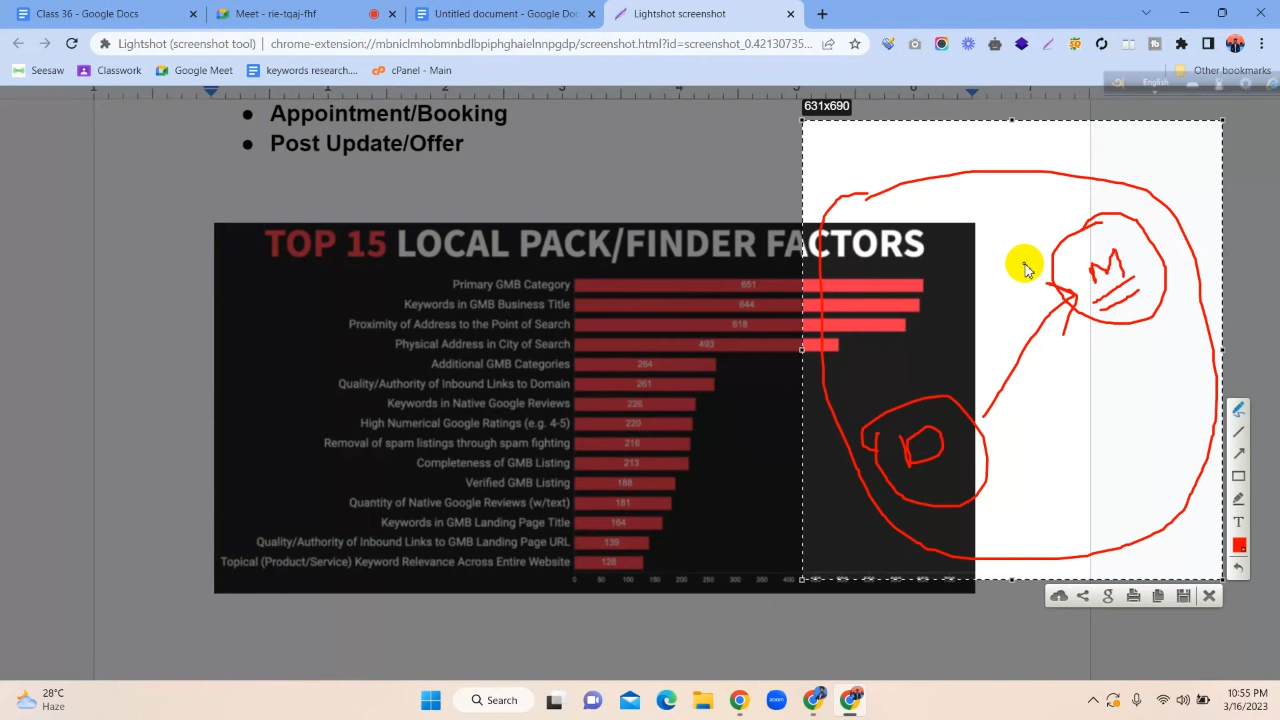 Class 36 - Google Docs
Meet - rie-tqaj-fhf
Untitled document - Google Doc
Lightshot screenshot
Lightshot (screenshot tool) | chrome-extension://mbniclmhobmnbdlbpiphghaielnnpgdp/screenshot.html?id=screenshot_0.42130735...
Seesaw
Classwork
Google Meet
keywords research....
cPanel - Main
Other bookmarks
English
631x690
● Appointment/Booking
● Post Update/Offer
TOP 15 LOCAL PACK/FINDER FACTORS
Primary GMB Category 651
Keywords in GMB Business Title 644
Proximity of Address to the Point of Search 618
Physical Address in City of Search 493
Additional GMB Categories 264
Quality/Authority of Inbound Links to Domain 261
Keywords in Native Google Reviews 226
High Numerical Google Ratings (e.g. 4-5) 220
Removal of spam listings through spam fighting 216
Completeness of GMB Listing 213
Verified GMB Listing 188
Quantity of Native Google Reviews (w/text) 181
Keywords in GMB Landing Page Title 164
Quality/Authority of Inbound Links to GMB Landing Page URL 139
Topical (Product/Service) Keyword Relevance Across Entire Website 128
0 50 100 150 200 250 300 350 400
M
D
28°C
Haze
Search
zoom
10:55 PM
3/16/2023